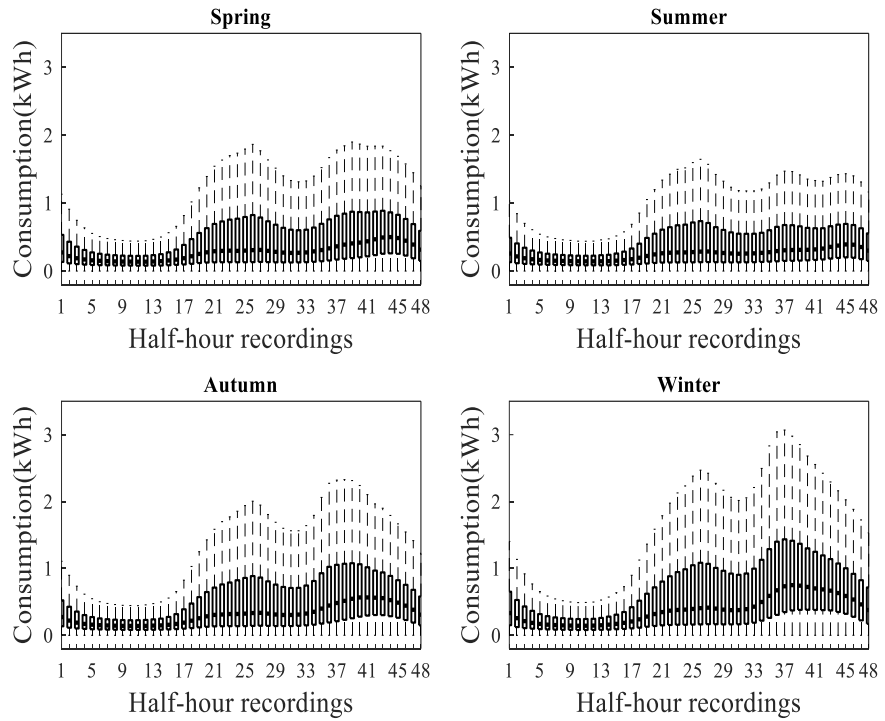 Spring
Consumption(kWh)
3
2
1
0
1 5 9 13 17 21 25 29 33 37 41 45 48
Half-hour recordings
Summer
Consumption(kWh)
3
2
1
0
1 5 9 13 17 21 25 29 33 37 41 45 48
Half-hour recordings
Autumn
Consumption(kWh)
3
2
1
0
1 5 9 13 17 21 25 29 33 37 41 45 48
Half-hour recordings
Winter
Consumption(kWh)
3
2
1
0
1 5 9 13 17 21 25 29 33 37 41 45 48
Half-hour recordings